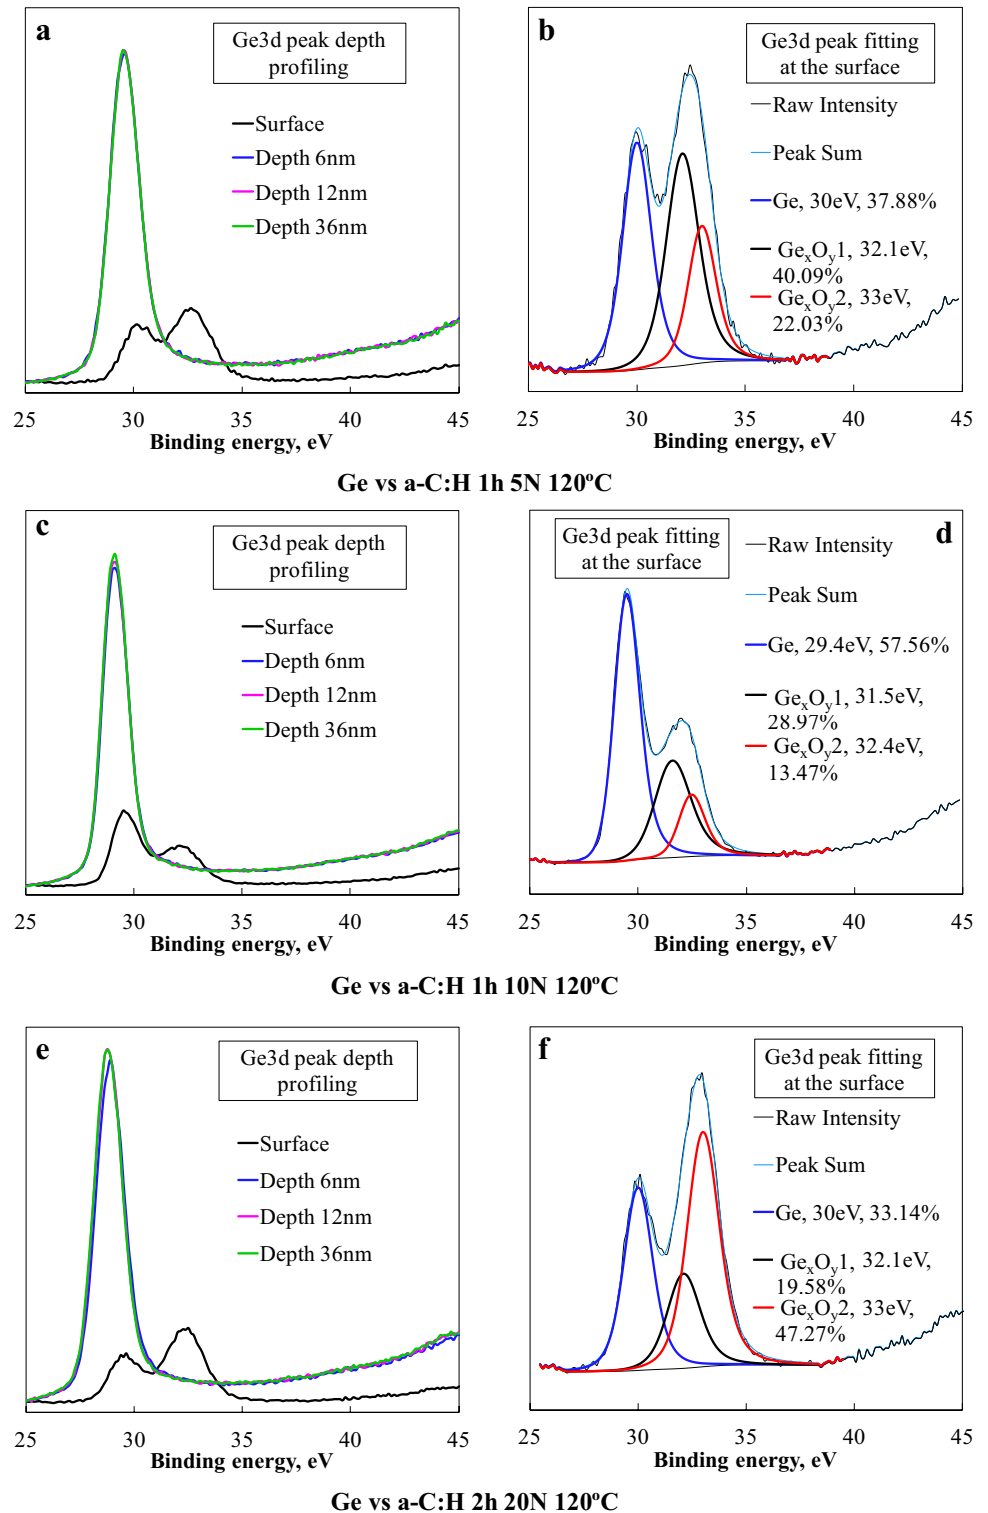 a
Ge3d peak depth
profiling
Surface
Depth 6nm
Depth 12nm
Depth 36nm
25 30 35 40 45
Binding energy, eV
b
Ge3d peak fitting
at the surface
Raw Intensity
Peak Sum
Ge, 30eV, 37.88%
GeₓOᵧ1, 32.1eV,
40.09%
GeₓOᵧ2, 33eV,
22.03%
25 30 35 40 45
Binding energy, eV
Ge vs a-C:H 1h 5N 120ºC
c
Ge3d peak depth
profiling
Surface
Depth 6nm
Depth 12nm
Depth 36nm
25 30 35 40 45
Binding energy, eV
Ge3d peak fitting
at the surface
d
Raw Intensity
Peak Sum
Ge, 29.4eV, 57.56%
GeₓOᵧ1, 31.5eV,
28.97%
GeₓOᵧ2, 32.4eV,
13.47%
25 30 35 40 45
Binding energy, eV
Ge vs a-C:H 1h 10N 120ºC
e
Ge3d peak depth
profiling
Surface
Depth 6nm
Depth 12nm
Depth 36nm
25 30 35 40 45
Binding energy, eV
f
Ge3d peak fitting
at the surface
Raw Intensity
Peak Sum
Ge, 30eV, 33.14%
GeₓOᵧ1, 32.1eV,
19.58%
GeₓOᵧ2, 33eV,
47.27%
25 30 35 40 45
Binding energy, eV
Ge vs a-C:H 2h 20N 120ºC